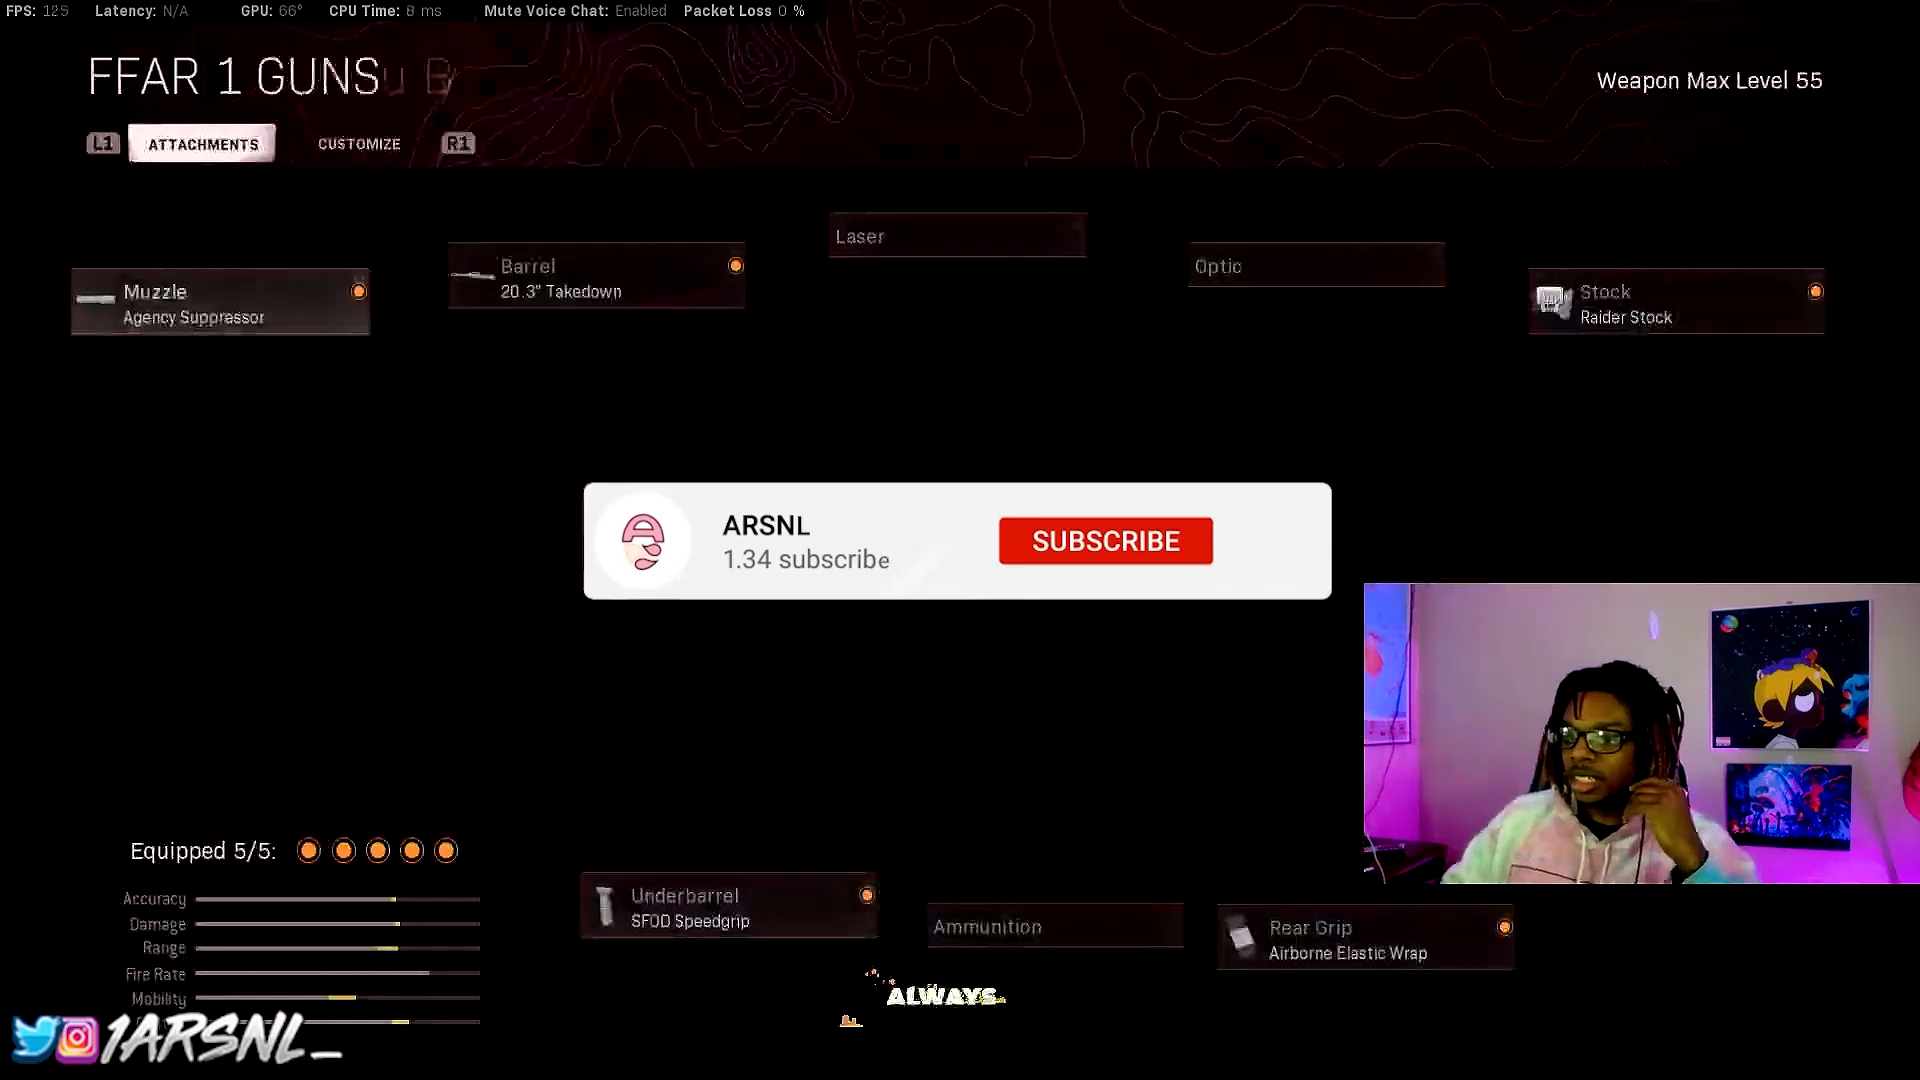 FPS: 125 Latency: N/A GPU: 66° CPU Time: 8 ms Mute Voice Chat: Enabled Packet Loss 0 %
FFAR 1 GUNS
Weapon Max Level 55
L1 ATTACHMENTS CUSTOMIZE R1
Laser
Barrel
20.3" Takedown
Optic
Muzzle
Agency Suppressor
Stock
Raider Stock
ARSNL
1.34 subscribe
SUBSCRIBE
Equipped 5/5:
Accuracy
Damage
Range
Fire Rate
Mobility
Underbarrel
SFOD Speedgrip
Ammunition
Rear Grip
Airborne Elastic Wrap
ALWAYS
1ARSNL_